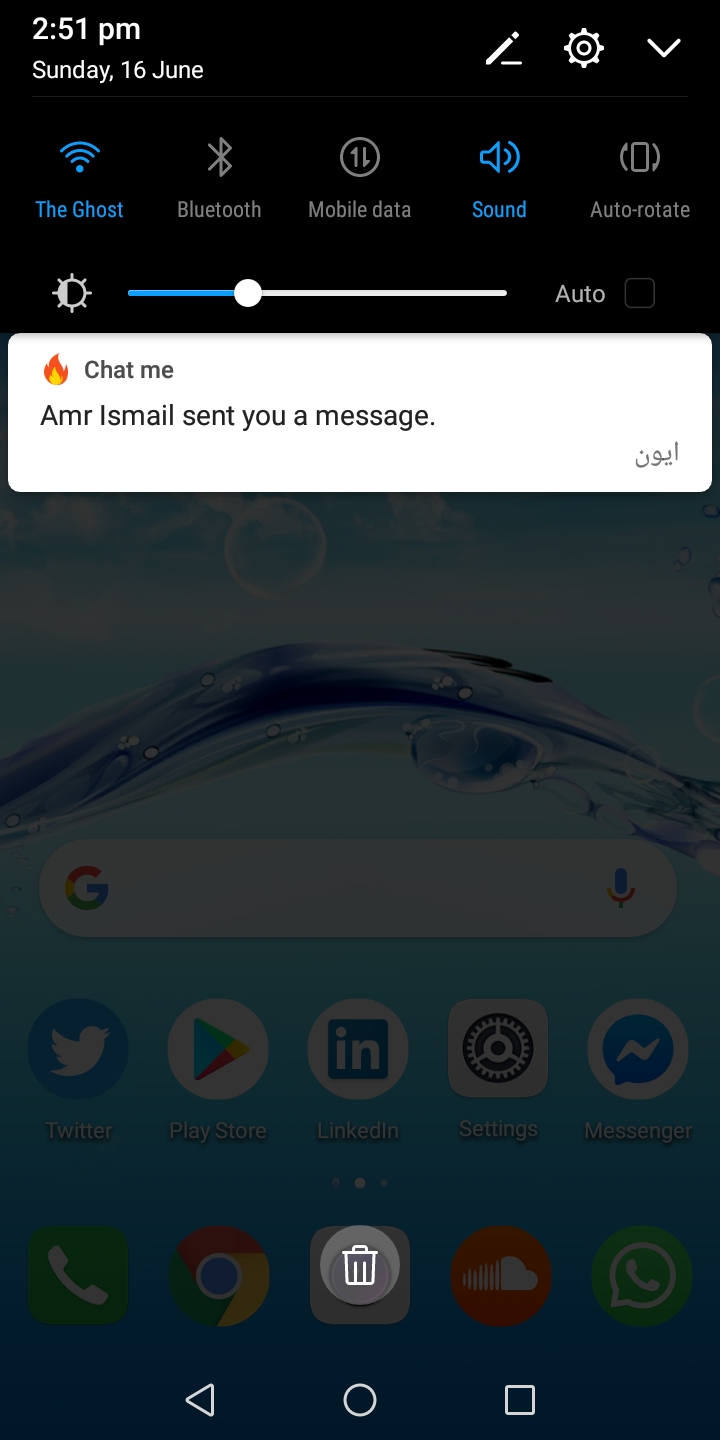 2:51 pm
Sunday, 16 June
The Ghost
Bluetooth
Mobile data
Sound
Auto-rotate
Auto
Chat me
Amr Ismail sent you a message.
ايون
Twitter
Play Store
LinkedIn
Settings
Messenger